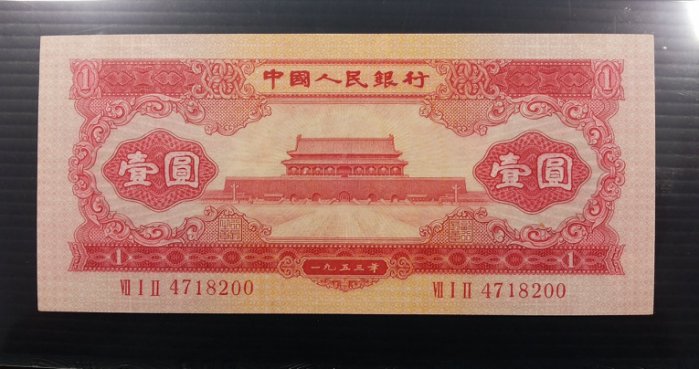 中國人民銀行
1 1
壹圓 壹圓
1 一九五三年 1
VII I II 4718200 VII I II 4718200